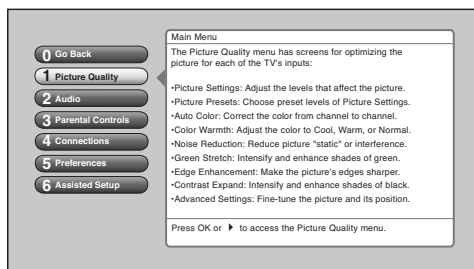 0 Go Back
1 Picture Quality
2 Audio
3 Parental Controls
4 Connections
5 Preferences
6 Assisted Setup
Main Menu
The Picture Quality menu has screens for optimizing the
picture for each of the TV's inputs:
•Picture Settings: Adjust the levels that affect the picture.
•Picture Presets: Choose preset levels of Picture Settings.
•Auto Color: Correct the color from channel to channel.
•Color Warmth: Adjust the color to Cool, Warm, or Normal.
•Noise Reduction: Reduce picture "static" or interference.
•Green Stretch: Intensify and enhance shades of green.
•Edge Enhancement: Make the picture's edges sharper.
•Contrast Expand: Intensify and enhance shades of black.
•Advanced Settings: Fine-tune the picture and its position.
Press OK or ▶ to access the Picture Quality menu.